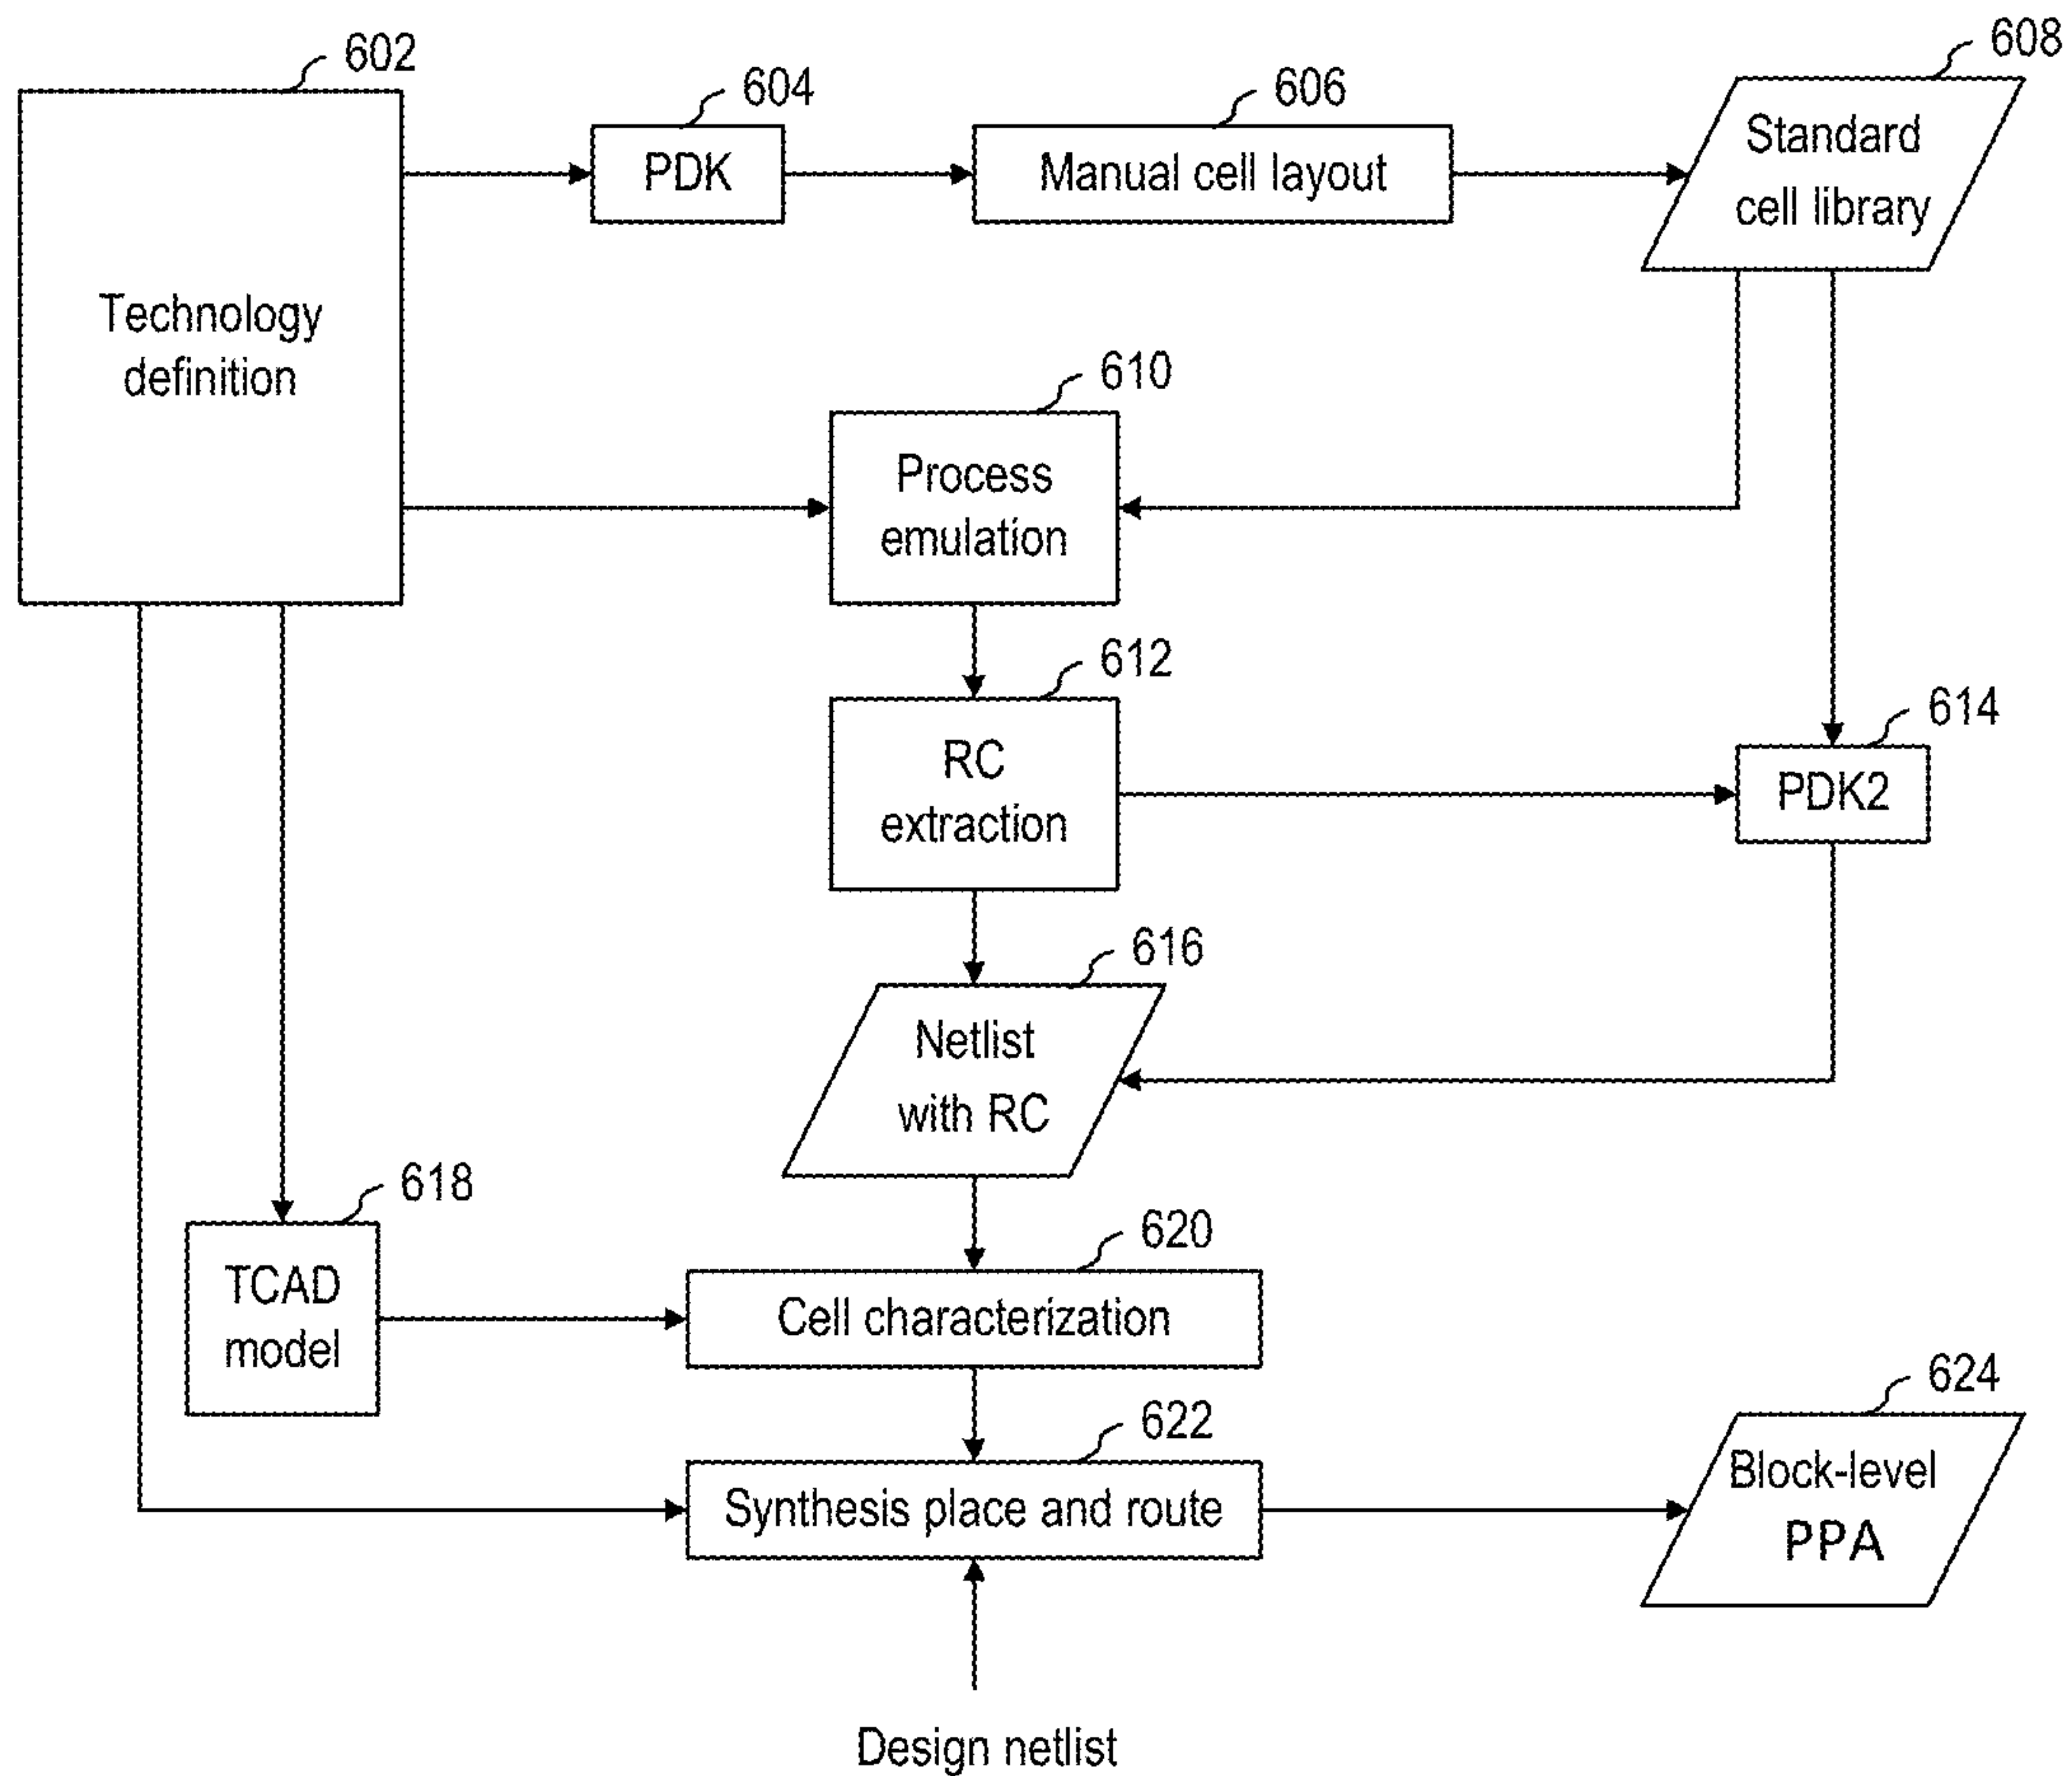 602
604
606
608
PDK
Manual cell layout
Standard
cell library
Technology
definition
610
Process
emulation
612
RC
extraction
614
PDK2
616
Netlist
with RC
618
TCAD
model
620
Cell characterization
622
Synthesis place and route
624
Block-level
PPA
Design netlist